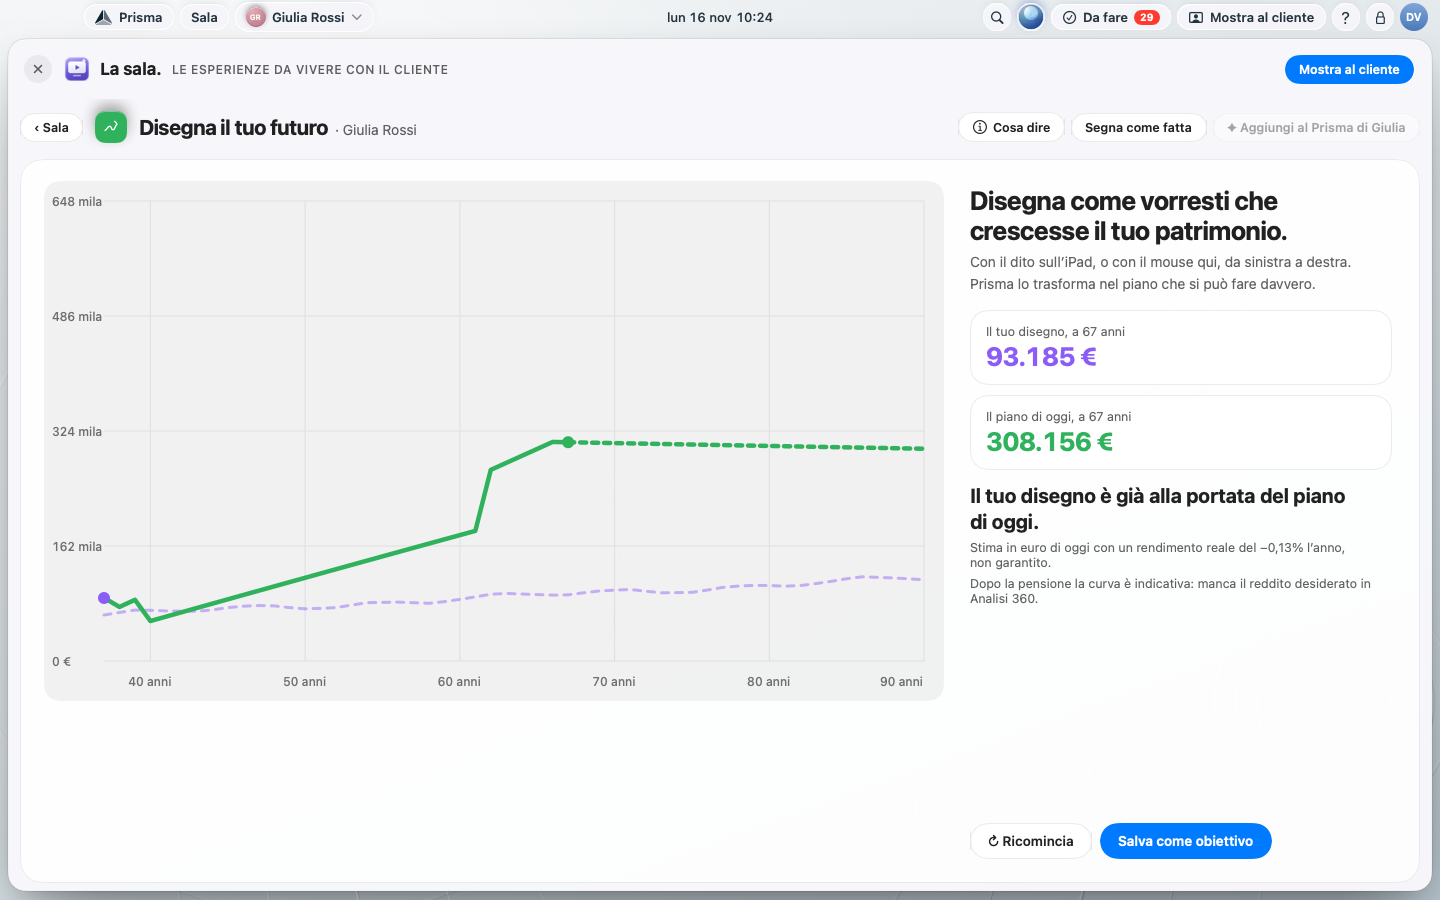 Prisma
Sala
GR Giulia Rossi
lun 16 nov 10:24
Da fare 29
Mostra al cliente
?
DV
La sala. LE ESPERIENZE DA VIVERE CON IL CLIENTE
Mostra al cliente
‹ Sala
Disegna il tuo futuro · Giulia Rossi
Cosa dire
Segna come fatta
Aggiungi al Prisma di Giulia
648 mila
486 mila
324 mila
162 mila
0 €
40 anni
50 anni
60 anni
70 anni
80 anni
90 anni
Disegna come vorresti che
crescesse il tuo patrimonio.
Con il dito sull’iPad, o con il mouse qui, da sinistra a destra.
Prisma lo trasforma nel piano che si può fare davvero.
Il tuo disegno, a 67 anni
93.185 €
Il piano di oggi, a 67 anni
308.156 €
Il tuo disegno è già alla portata del piano
di oggi.
Stima in euro di oggi con un rendimento reale del −0,13% l’anno,
non garantito.
Dopo la pensione la curva è indicativa: manca il reddito desiderato in
Analisi 360.
Ricomincia
Salva come obiettivo